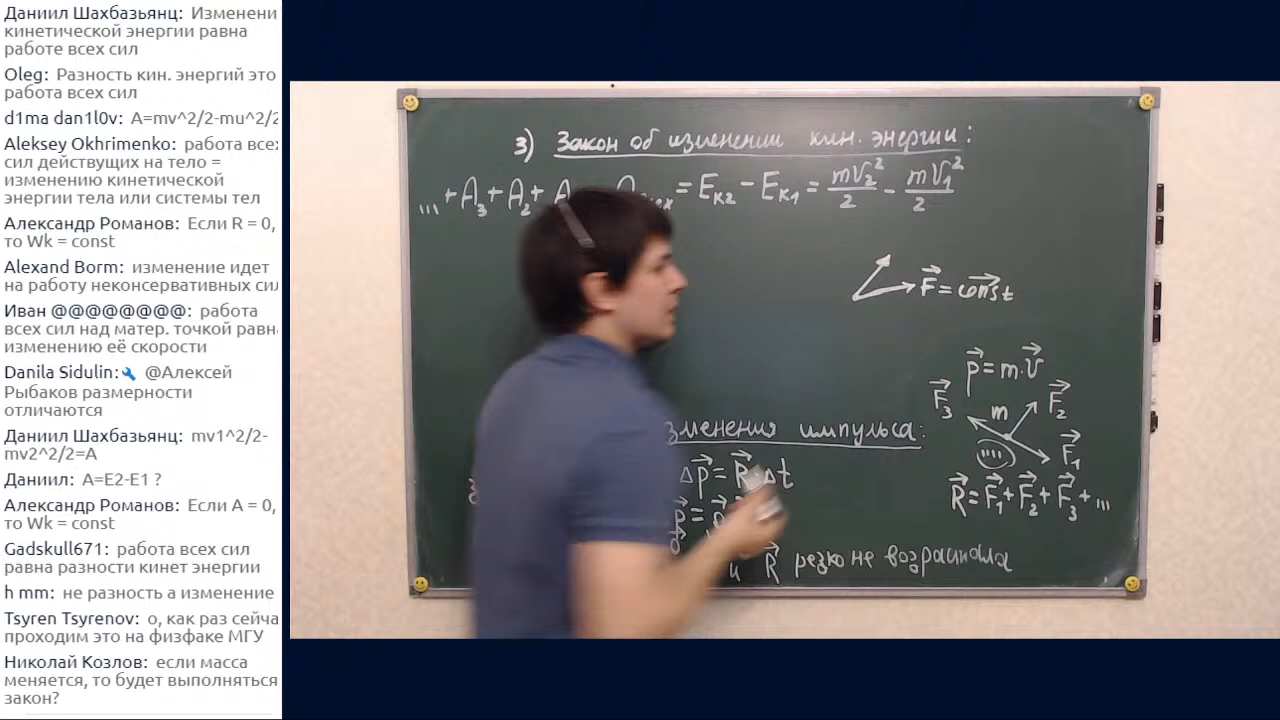 Даниил Шахбазьянц: Изменени
кинетической энергии равна
работе всех сил
Oleg: Разность кин. энергий это
работа всех сил
d1ma dan1l0v: A=mv^2/2-mu^2/2
Aleksey Okhrimenko: работа все
сил действущих на тело =
изменению кинетической
энергии тела или системы тел
Александр Романов: Если R = 0,
то Wk = const
Alexand Borm: изменение идет
на работу неконсервативных си
Иван @@@@@@@@: работа
всех сил над матер. точкой равн
изменению её скорости
Danila Sidulin: @Алексей
Рыбаков размерности
отличаются
Даниил Шахбазьянц: mv1^2/2-
mv2^2/2=A
Даниил: A=E2-E1 ?
Александр Романов: Если A = 0,
то Wk = const
Gadskull671: работа всех сил
равна разности кинет энергии
h mm: не разность а изменение
Tsyren Tsyrenov: о, как раз сейча
проходим это на физфаке МГУ
Николай Козлов: если масса
меняется, то будет выполняться
закон?
3) Закон об изменении кин. энергии:
... + A₃ + A₂ + A = Eк2 - Eк1 = mV₂²/2 - mV₁²/2
F⃗ = const⃗
p⃗ = m·v⃗
F⃗₃ m F⃗₂
F⃗₁
R⃗ = F⃗₁ + F⃗₂ + F⃗₃ + ...
зменения импульса:
Δp⃗ = R⃗ Δt
p⃗ =
и R⃗ резко не возрастала